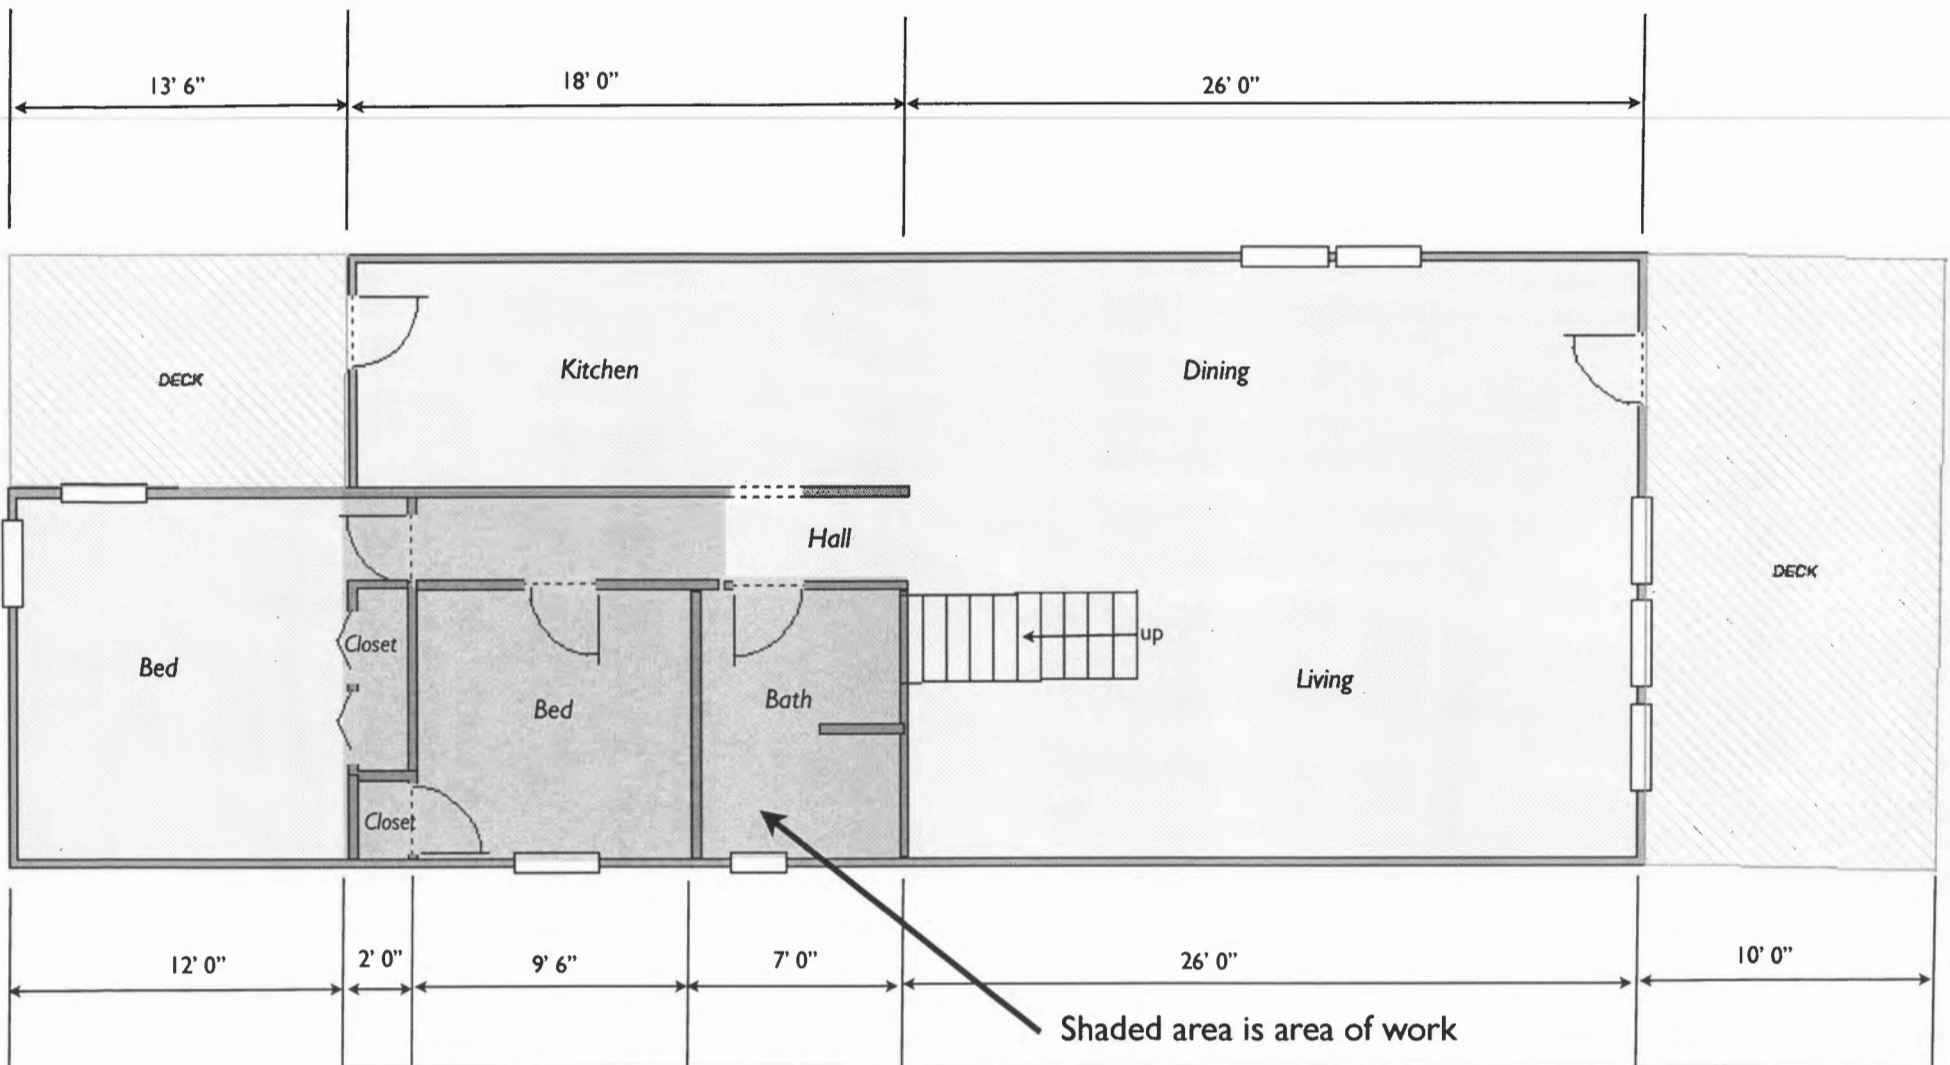 13' 6”
18' 0”
26' 0”
DECK
Kitchen
Dining
Hall
DECK
Closet
Bed
Bed
Bath
up
Living
Closet
12' 0”
2' 0”
9' 6”
7' 0”
26' 0”
10' 0”
Shaded area is area of work